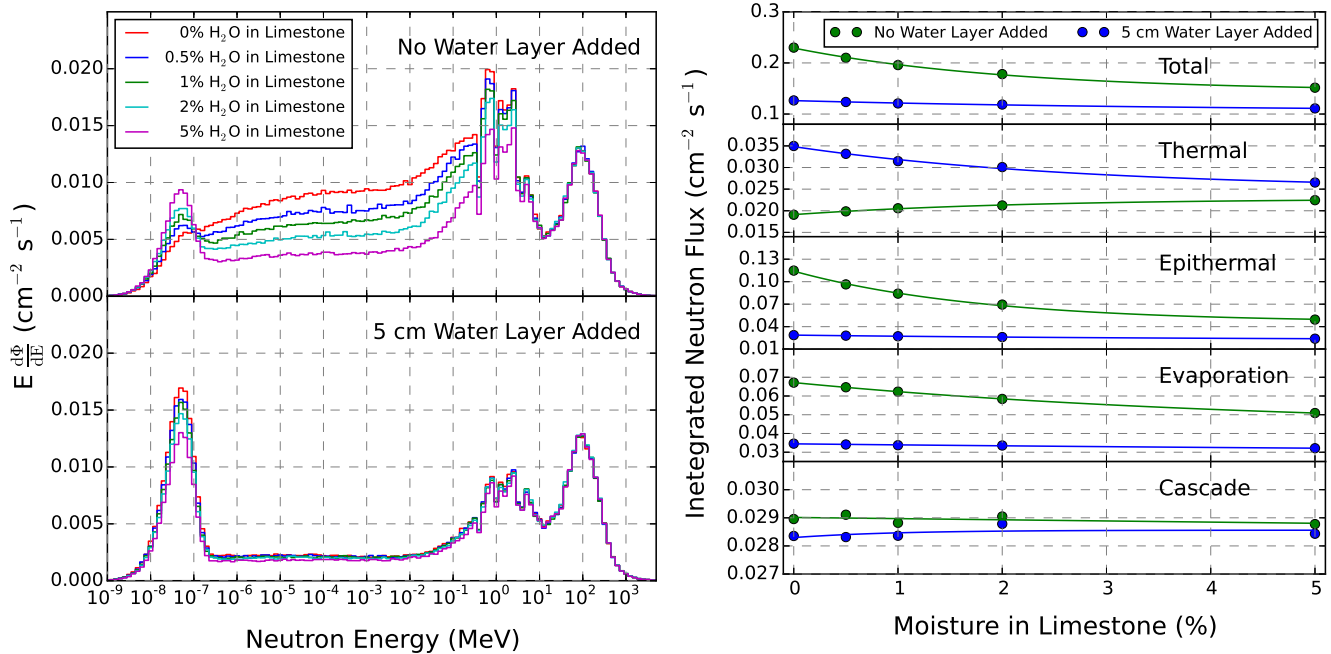 0% H₂O in Limestone
0.5% H₂O in Limestone
1% H₂O in Limestone
2% H₂O in Limestone
5% H₂O in Limestone
No Water Layer Added
0.020
0.015
0.010
0.005
0.000
5 cm Water Layer Added
0.020
0.015
0.010
0.005
0.000
E dΦ/dE (cm⁻² s⁻¹)
10⁻⁹ 10⁻⁸ 10⁻⁷ 10⁻⁶ 10⁻⁵ 10⁻⁴ 10⁻³ 10⁻² 10⁻¹ 10⁰ 10¹ 10² 10³
Neutron Energy (MeV)
Inetegrated Neutron Flux (cm⁻² s⁻¹)
No Water Layer Added 5 cm Water Layer Added
0.3
0.2
0.1
Total
0.035
0.030
0.025
0.020
0.015
Thermal
0.13
0.10
0.07
0.04
0.01
Epithermal
0.07
0.06
0.05
0.04
0.03
Evaporation
0.030
0.029
0.028
0.027
Cascade
0 1 2 3 4 5
Moisture in Limestone (%)